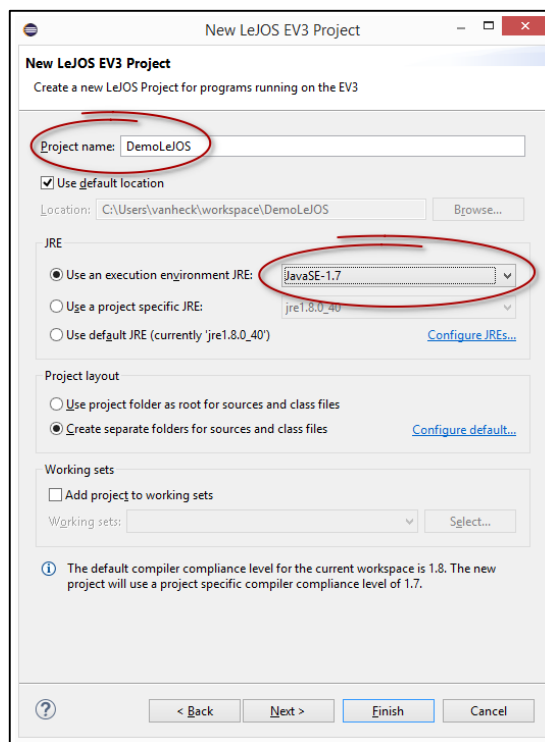 New LeJOS EV3 Project
New LeJOS EV3 Project
Create a new LeJOS Project for programs running on the EV3
Project name: DemoLeJOS
Use default location
Location: C:\Users\vanheck\workspace\DemoLeJOS Browse...
JRE
Use an execution environment JRE: JavaSE-1.7
Use a project specific JRE: jre1.8.0_40
Use default JRE (currently 'jre1.8.0_40') Configure JREs...
Project layout
Use project folder as root for sources and class files
Create separate folders for sources and class files Configure default...
Working sets
Add project to working sets
Working sets: Select...
The default compiler compliance level for the current workspace is 1.8. The new
project will use a project specific compiler compliance level of 1.7.
? < Back Next > Finish Cancel